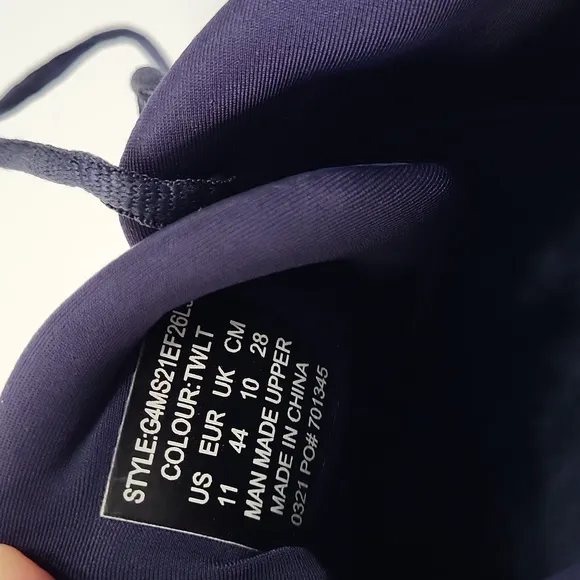 STYLE:G4MS21EF26L
COLOUR:TWLT
US EUR UK CM
11 44 10 28
MAN MADE UPPER
MADE IN CHINA
0321 PO# 701345